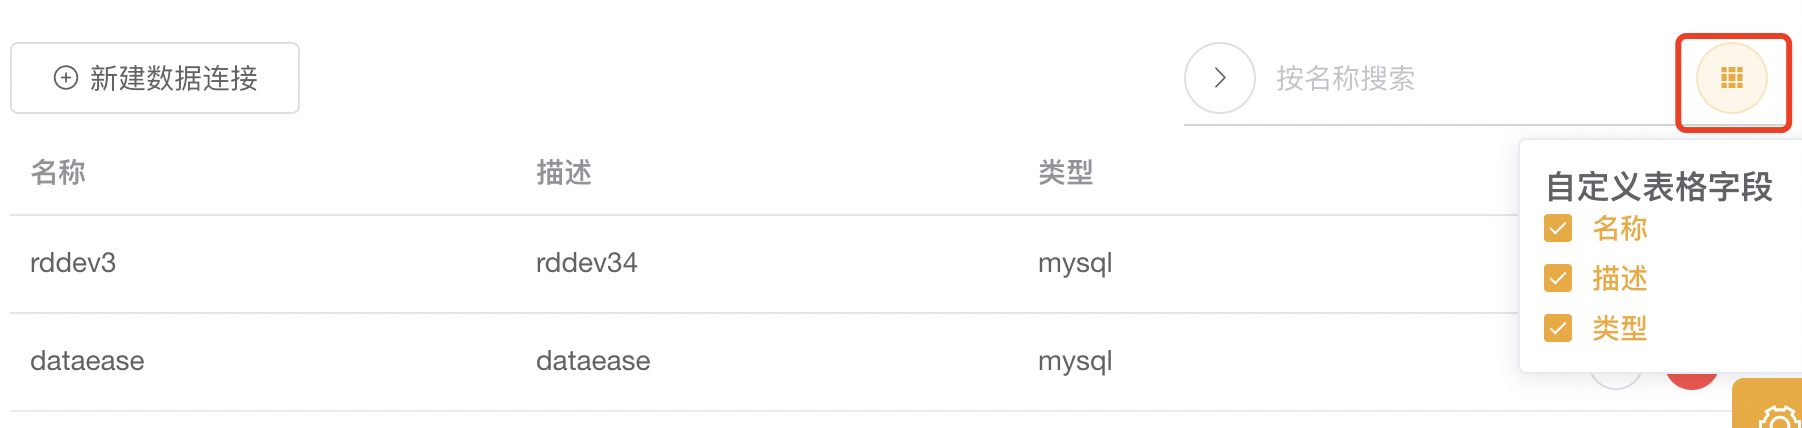 新建数据连接
按名称搜索
名称 描述 类型
自定义表格字段
名称
描述
类型
rddev3 rddev34 mysql
dataease dataease mysql